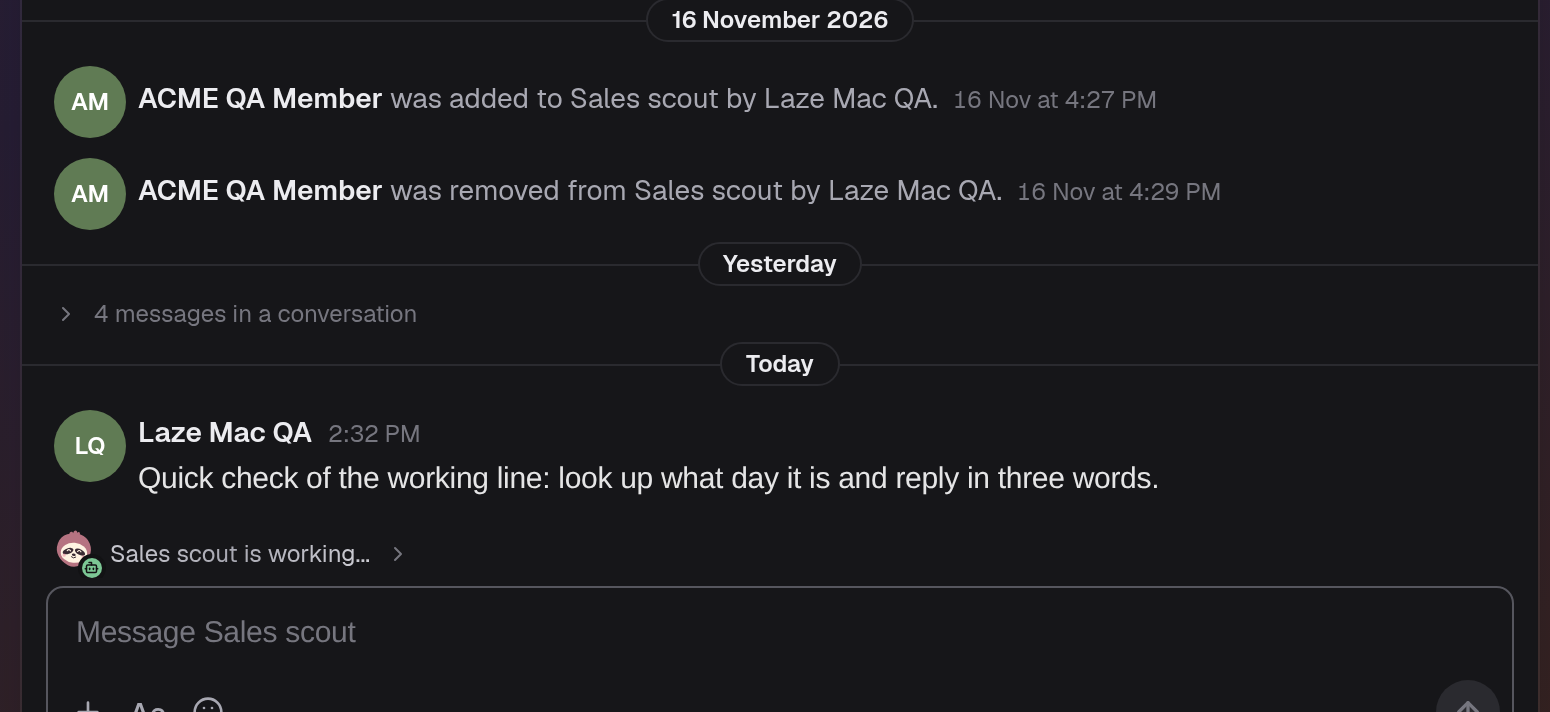 16 November 2026
AM
ACME QA Member was added to Sales scout by Laze Mac QA. 16 Nov at 4:27 PM
AM
ACME QA Member was removed from Sales scout by Laze Mac QA. 16 Nov at 4:29 PM
Yesterday
4 messages in a conversation
Today
LQ
Laze Mac QA 2:32 PM
Quick check of the working line: look up what day it is and reply in three words.
Sales scout is working...
Message Sales scout
Aa